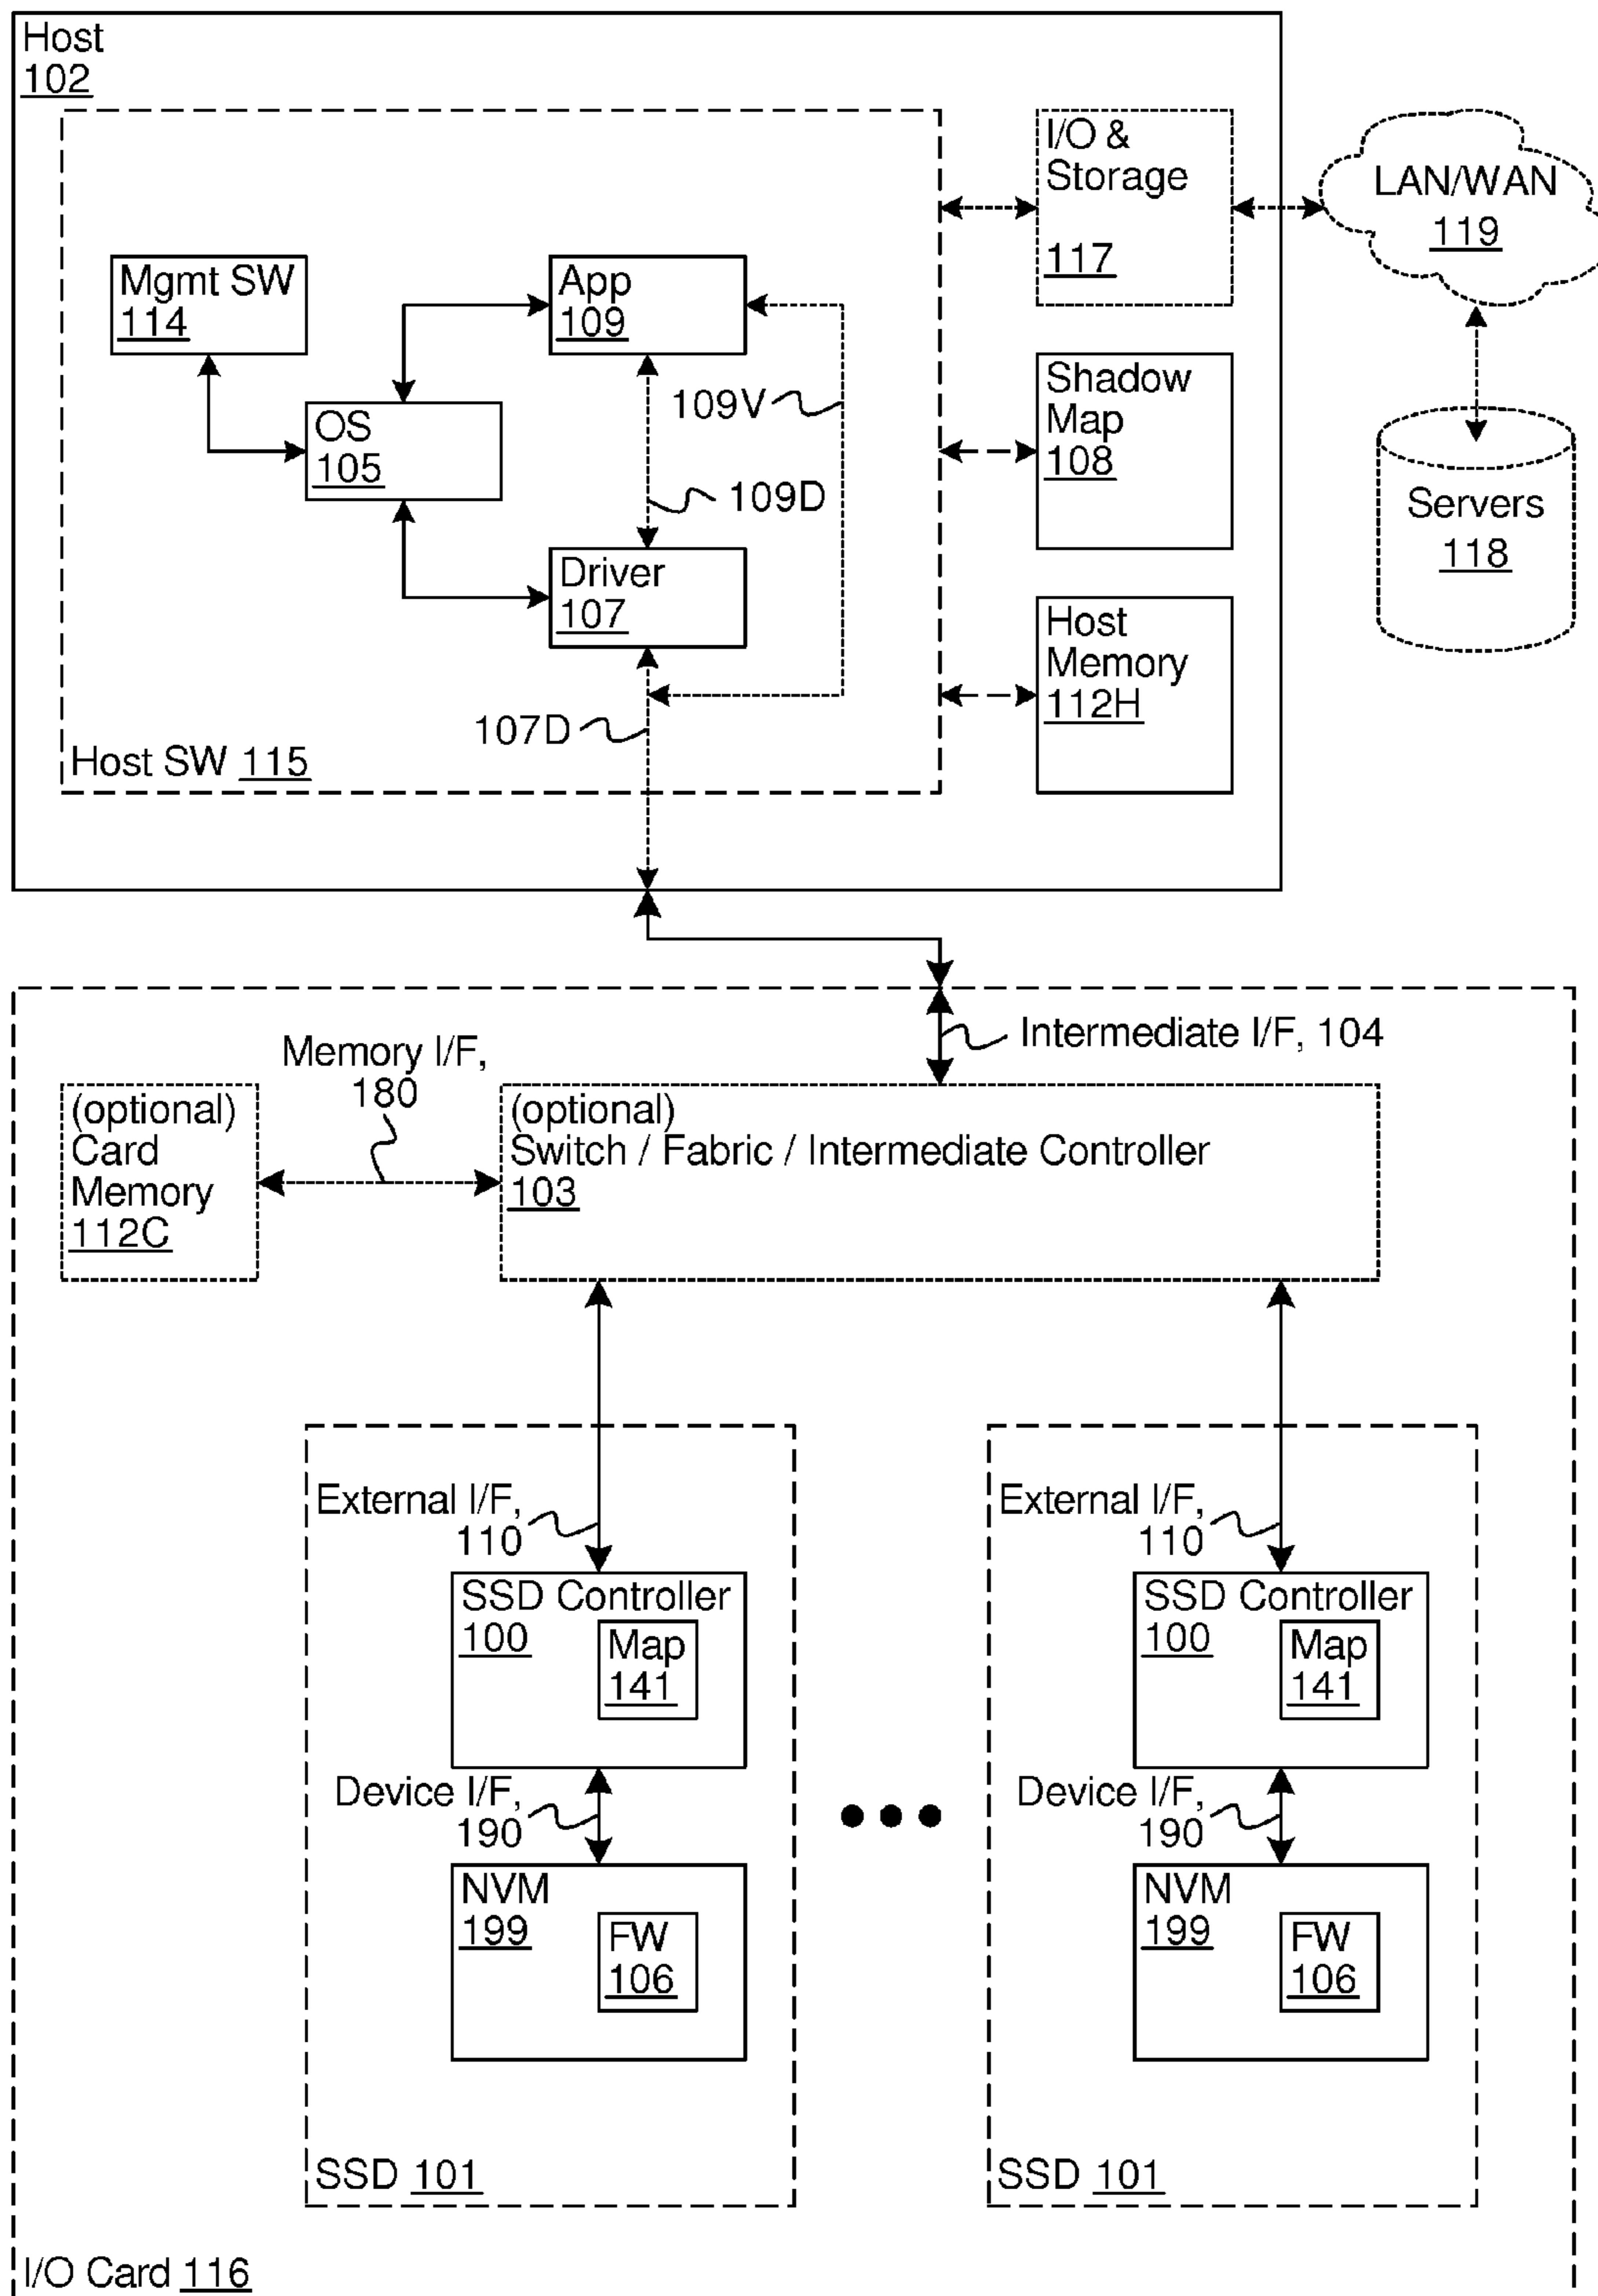 Host
102
I/O &
Storage
117
LAN/WAN
119
Mgmt SW
114
App
109
Shadow
Map
108
109V
OS
105
109D
Servers
118
Driver
107
Host
Memory
112H
107D
Host SW 115
Intermediate I/F, 104
Memory I/F,
180
(optional)
Card
Memory
112C
(optional)
Switch / Fabric / Intermediate Controller
103
External I/F,
110
SSD Controller
100
Map
141
Device I/F,
190
NVM
199
FW
106
SSD 101
External I/F,
110
SSD Controller
100
Map
141
Device I/F,
190
NVM
199
FW
106
SSD 101
I/O Card 116